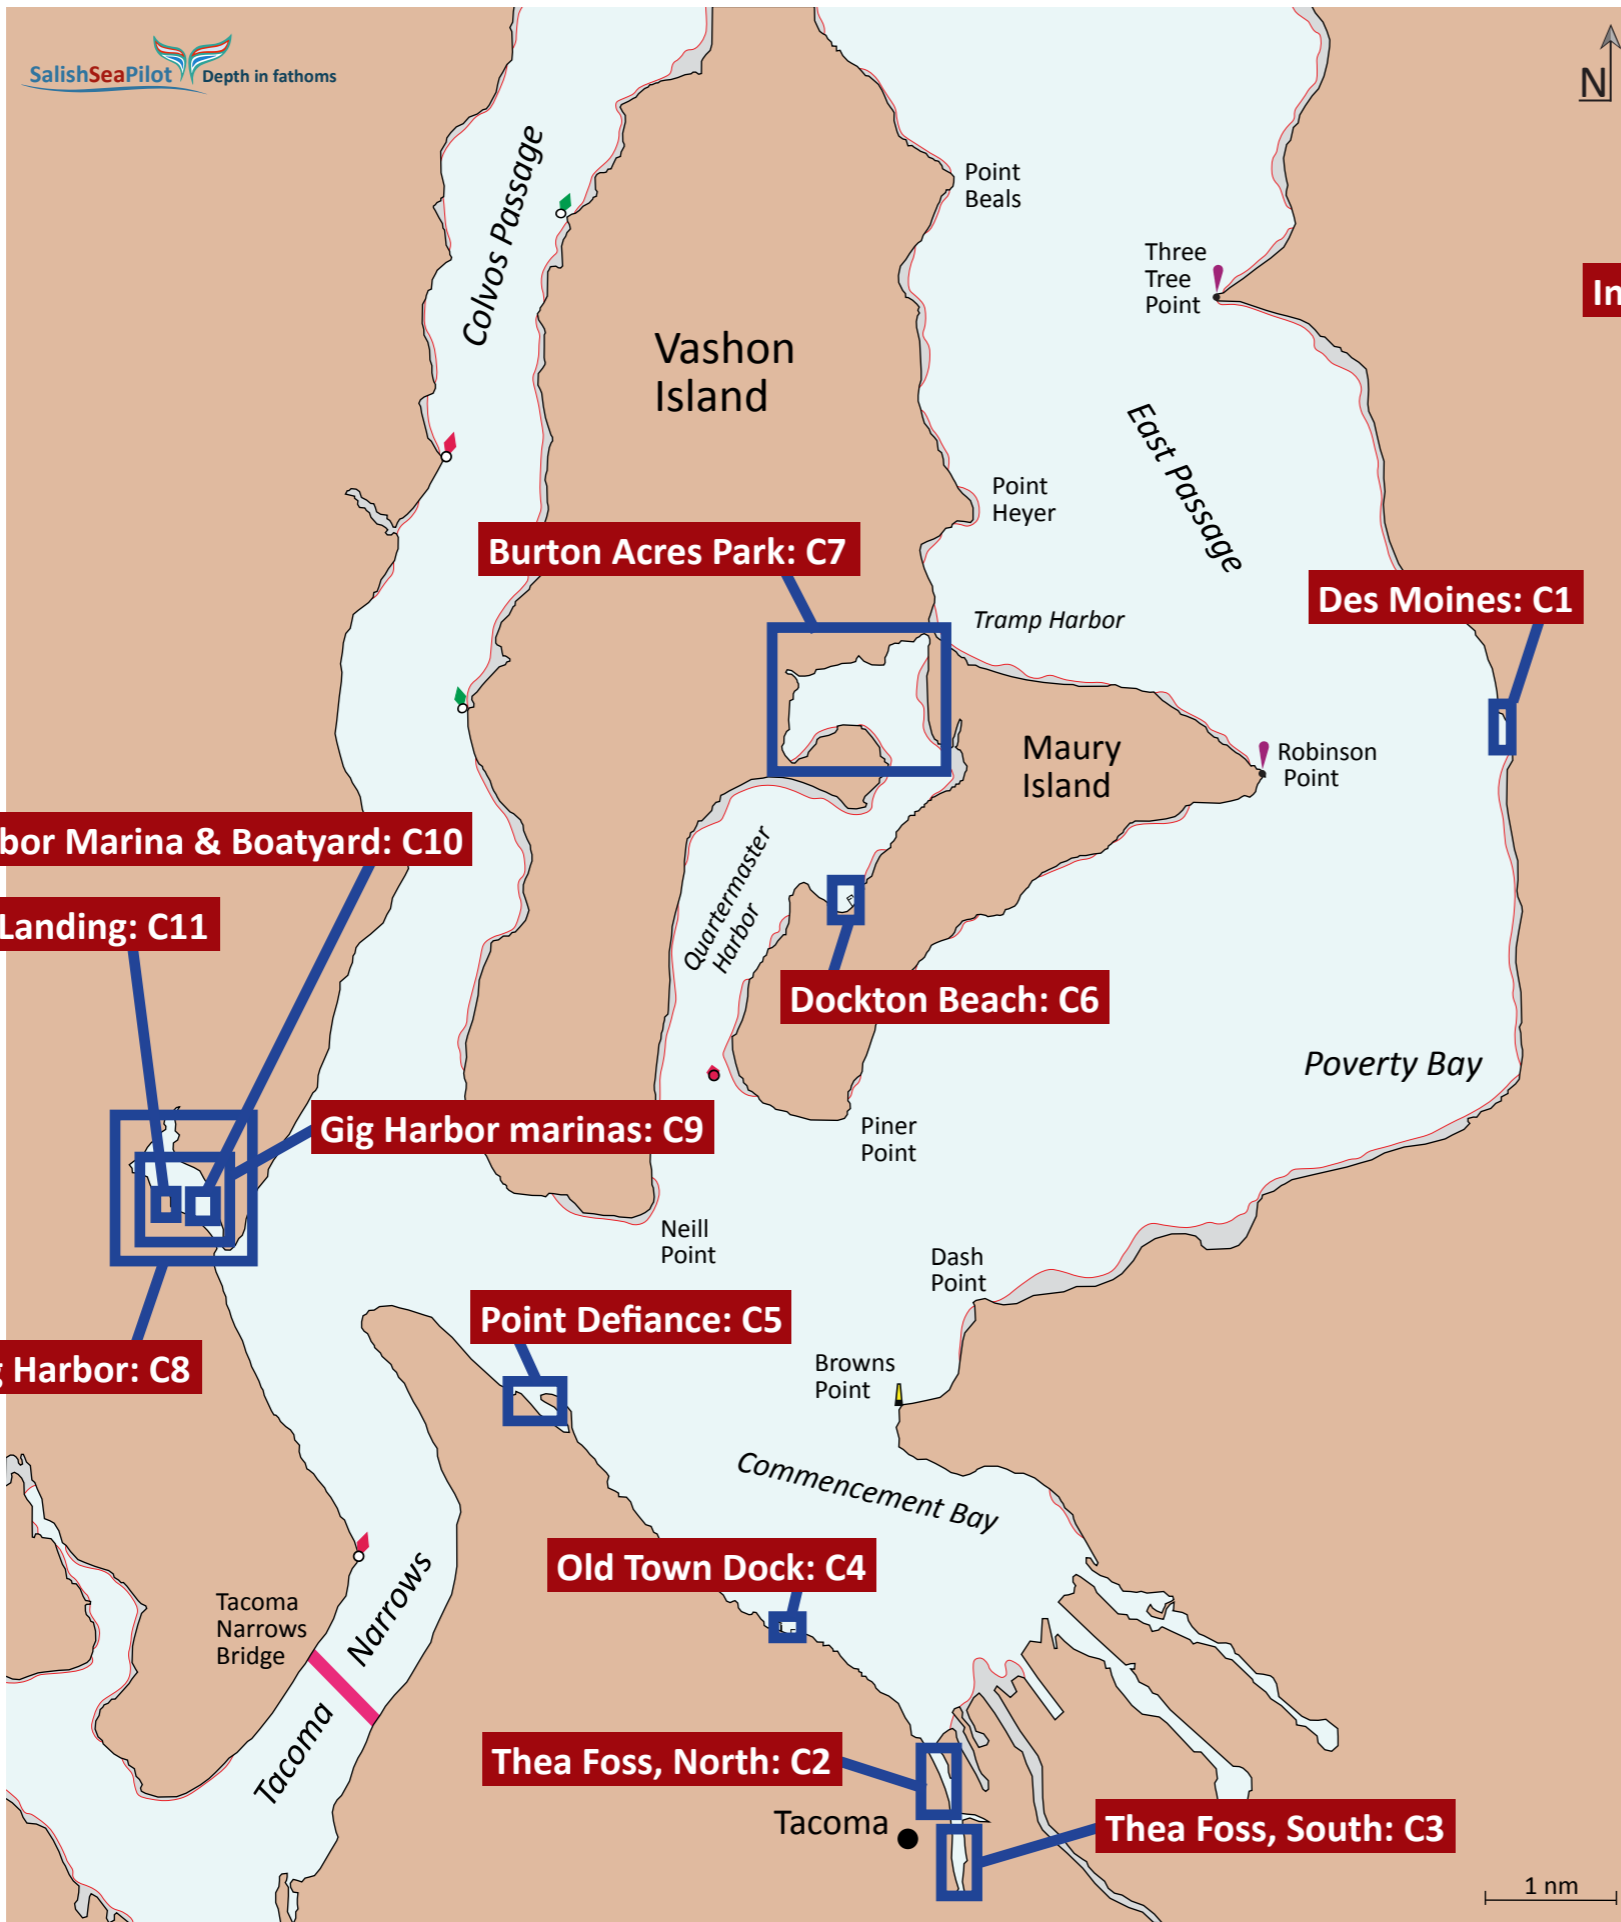 SalishSeaPilot Depth in fathoms
N
Colvos Passage
Point
Beals
Three
Tree
Point
In
Vashon
Island
East Passage
Point
Heyer
Burton Acres Park: C7
Des Moines: C1
Tramp Harbor
Maury
Island
Robinson
Point
bor Marina & Boatyard: C10
Quartermaster
Harbor
Landing: C11
Dockton Beach: C6
Poverty Bay
Gig Harbor marinas: C9
Piner
Point
Neill
Point
Dash
Point
Point Defiance: C5
g Harbor: C8
Browns
Point
Commencement Bay
Old Town Dock: C4
Tacoma
Narrows
Bridge
Tacoma Narrows
Thea Foss, North: C2
Tacoma
Thea Foss, South: C3
1 nm